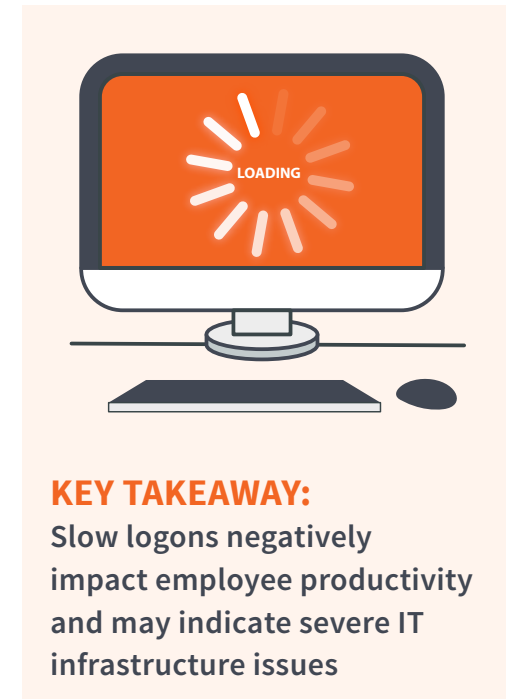 LOADING
KEY TAKEAWAY:
Slow logons negatively
impact employee productivity
and may indicate severe IT
infrastructure issues